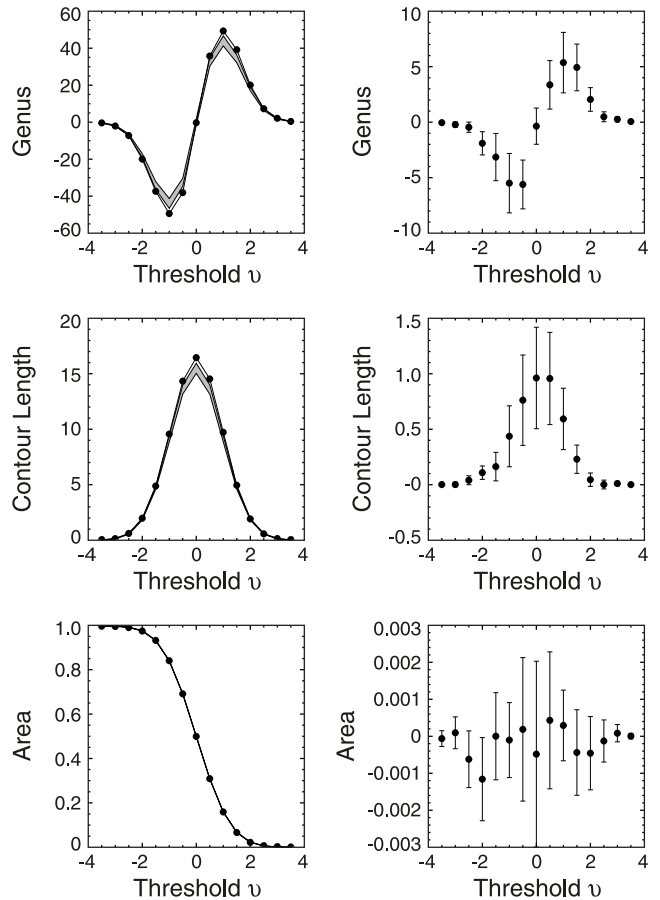 Genus
60
40
20
0
-20
-40
-60
-4 -2 0 2 4
Threshold υ
Genus
10
5
0
-5
-10
-4 -2 0 2 4
Threshold υ
Contour Length
20
15
10
5
0
-4 -2 0 2 4
Threshold υ
Contour Length
1.5
1.0
0.5
-0
-0.5
-4 -2 0 2 4
Threshold υ
Area
1.0
0.8
0.6
0.4
0.2
0
-4 -2 0 2 4
Threshold υ
Area
0.003
0.002
0.001
0
-0.001
-0.002
-0.003
-4 -2 0 2 4
Threshold υ